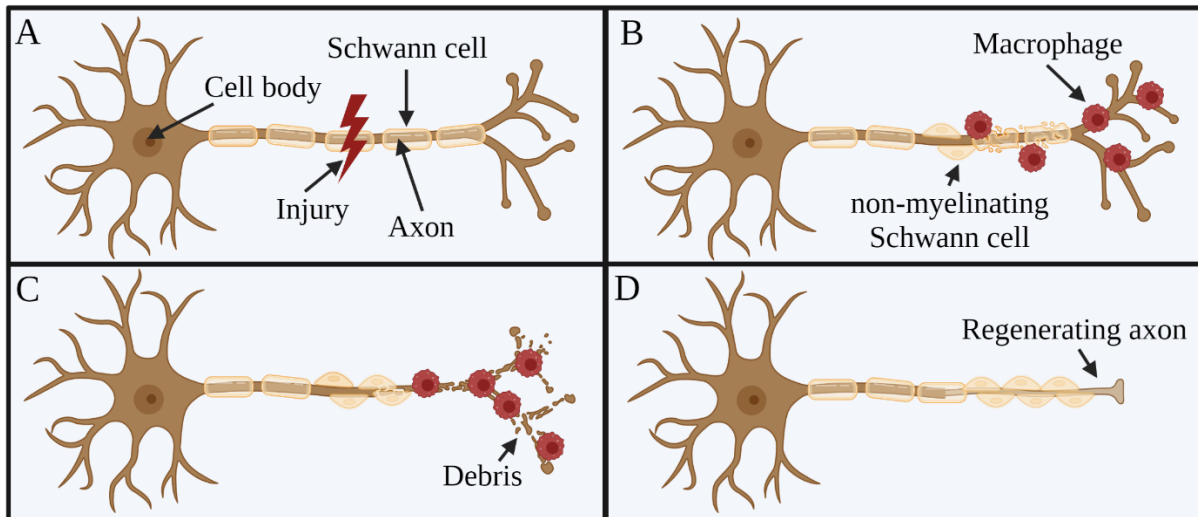 A
Schwann cell
Cell body
Injury
Axon
B
Macrophage
non-myelinating
Schwann cell
C
Debris
D
Regenerating axon